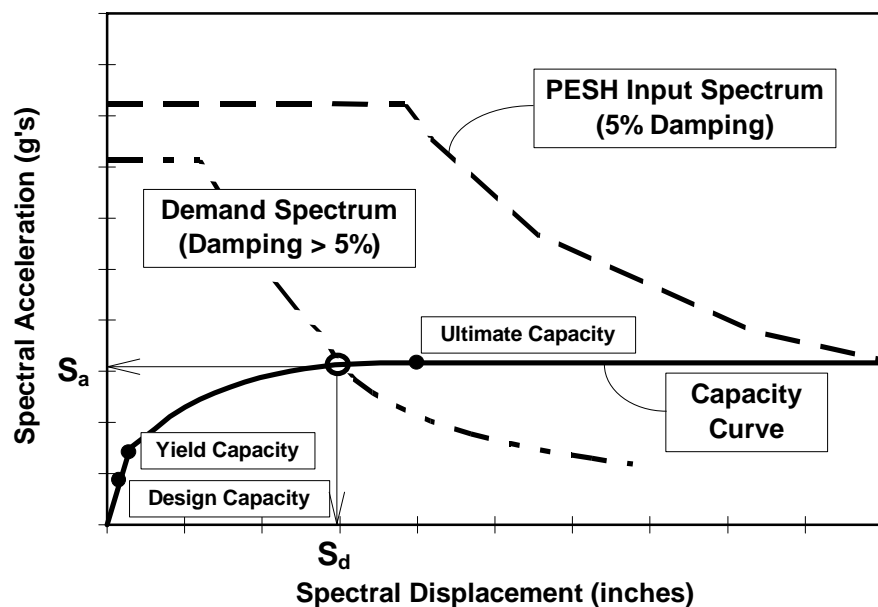 PESH Input Spectrum
(5% Damping)
Demand Spectrum
(Damping > 5%)
Ultimate Capacity
Spectral Acceleration (g's)
Sa
Capacity
Curve
Yield Capacity
Design Capacity
Sd
Spectral Displacement (inches)